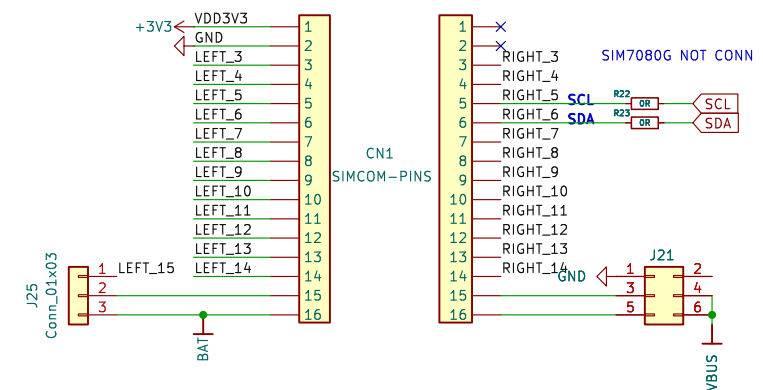 +3V3
VDD3V3
GND
LEFT_3
LEFT_4
LEFT_5
LEFT_6
LEFT_7
LEFT_8
LEFT_9
LEFT_10
LEFT_11
LEFT_12
LEFT_13
LEFT_14
1
2
3
4
5
6
7
8
9
10
11
12
13
14
15
16
CN1
SIMCOM-PINS
1
2
3
4
5
6
7
8
9
10
11
12
13
14
15
16
RIGHT_3
RIGHT_4
RIGHT_5
RIGHT_6
RIGHT_7
RIGHT_8
RIGHT_9
RIGHT_10
RIGHT_11
RIGHT_12
RIGHT_13
RIGHT_14
SIM7080G NOT CONN
SCL
R22
0R
SCL
SDA
R23
0R
SDA
J25
Conn_01x03
1
2
3
LEFT_15
BAT
GND
J21
1
2
3
4
5
6
VBUS